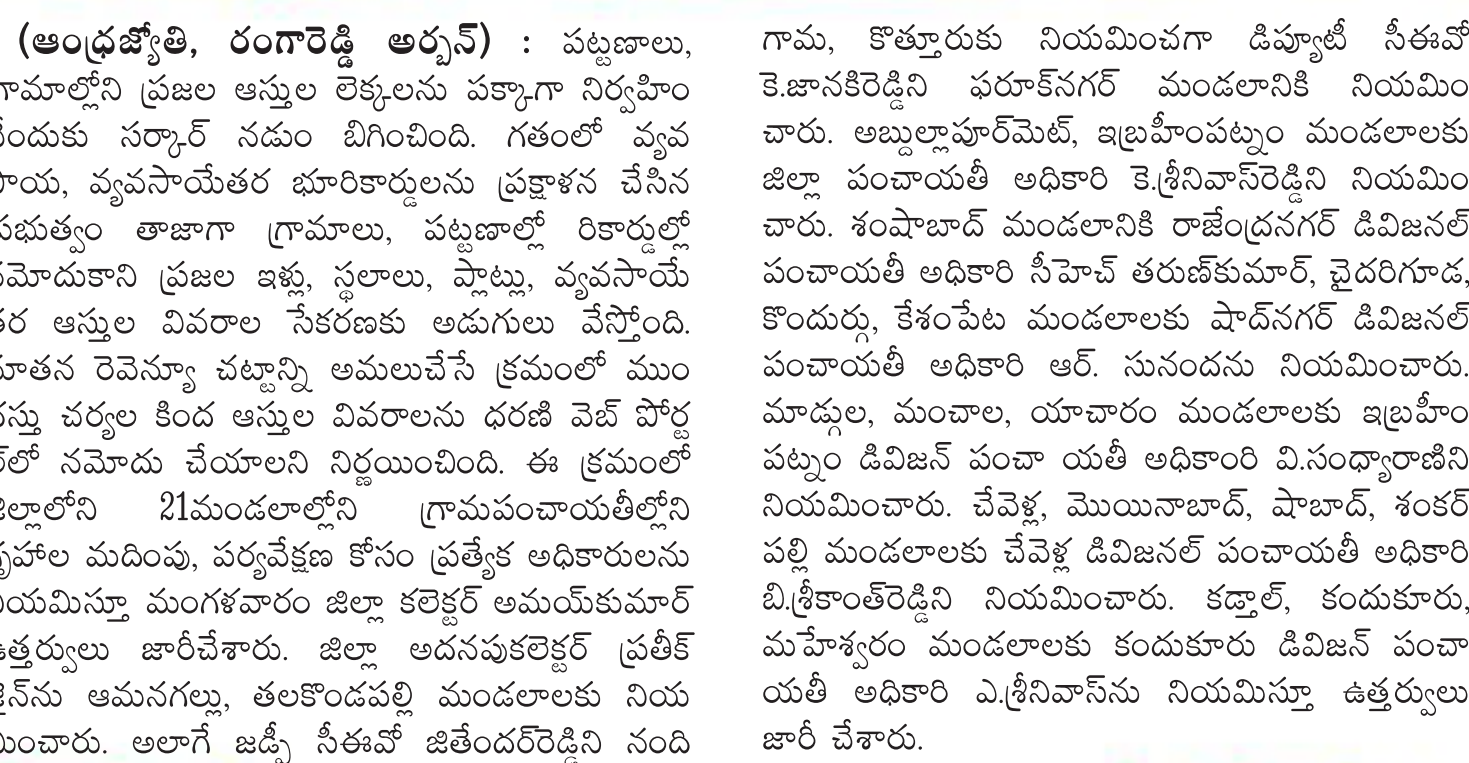 (ఆంధ్రజ్యోతి, రంగారెడ్డి అర్బన్) : పట్టణాలు,
గ్రామాల్లోని ప్రజల ఆస్తుల లెక్కలను పక్కాగా నిర్వహిం
చేందుకు సర్కార్ నడుం బిగించింది. గతంలో వ్యవ
సాయ, వ్యవసాయేతర భూరికార్డులను ప్రక్షాళన చేసిన
ప్రభుత్వం తాజాగా గ్రామాలు, పట్టణాల్లో రికార్డుల్లో
నమోదుకాని ప్రజల ఇళ్లు, స్థలాలు, ప్లాట్లు, వ్యవసాయే
తర ఆస్తుల వివరాల సేకరణకు అడుగులు వేస్తోంది.
నూతన రెవెన్యూ చట్టాన్ని అమలుచేసే క్రమంలో ముం
దస్తు చర్యల కింద ఆస్తుల వివరాలను ధరణి వెబ్ పోర్ట
ల్‌లో నమోదు చేయాలని నిర్ణయించింది. ఈ క్రమంలో
జిల్లాలోని 21మండలాల్లోని గ్రామపంచాయతీల్లోని
గృహాల మదింపు, పర్యవేక్షణ కోసం ప్రత్యేక అధికారులను
నియమిస్తూ మంగళవారం జిల్లా కలెక్టర్ అమయ్‌కుమార్
ఉత్తర్వులు జారీచేశారు. జిల్లా అదనపుకలెక్టర్ ప్రతీక్
జైన్‌ను ఆమనగల్లు, తలకొండపల్లి మండలాలకు నియ
మించారు. అలాగే జడ్పీ సీఈవో జితేందర్‌రెడ్డిని నంది
గామ, కొత్తూరుకు నియమించగా డిప్యూటీ సీఈవో
కె.జానకిరెడ్డిని ఫరూక్‌నగర్ మండలానికి నియమిం
చారు. అబ్దుల్లాపూర్‌మెట్, ఇబ్రహీంపట్నం మండలాలకు
జిల్లా పంచాయతీ అధికారి కె.శ్రీనివాస్‌రెడ్డిని నియమిం
చారు. శంషాబాద్ మండలానికి రాజేంద్రనగర్ డివిజనల్
పంచాయతీ అధికారి సీహెచ్ తరుణ్‌కుమార్, చైదరిగూడ,
కొందుర్గు, కేశంపేట మండలాలకు షాద్‌నగర్ డివిజనల్
పంచాయతీ అధికారి ఆర్. సునందను నియమించారు.
మాడ్గుల, మంచాల, యాచారం మండలాలకు ఇబ్రహీం
పట్నం డివిజన్ పంచా యతీ అధికాంరి వి.సంధ్యారాణిని
నియమించారు. చేవెళ్ల, మొయినాబాద్, షాబాద్, శంకర్
పల్లి మండలాలకు చేవెళ్ల డివిజనల్ పంచాయతీ అధికారి
బి.శ్రీకాంత్‌రెడ్డిని నియమించారు. కడ్తాల్, కందుకూరు,
మహేశ్వరం మండలాలకు కందుకూరు డివిజన్ పంచా
యతీ అధికారి ఎ.శ్రీనివాస్‌ను నియమిస్తూ ఉత్తర్వులు
జారీ చేశారు.